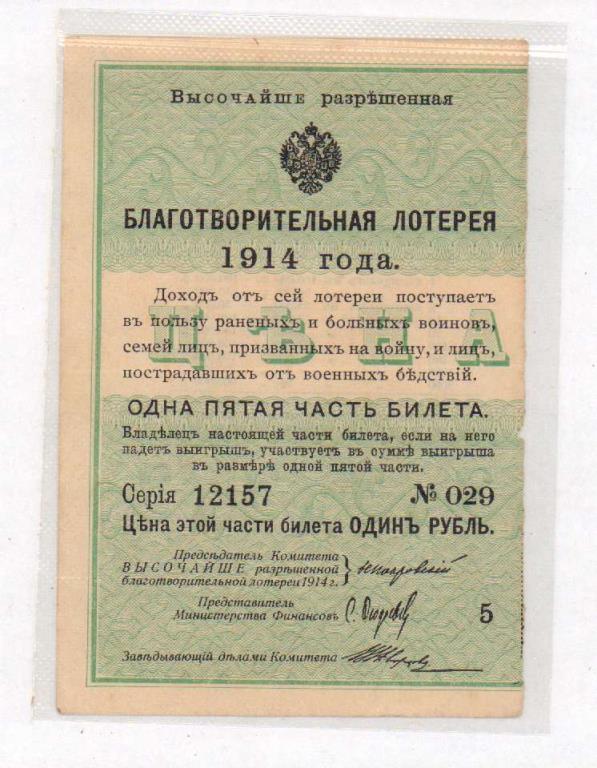 Высочайше разрѣшенная
БЛАГОТВОРИТЕЛЬНАЯ ЛОТЕРЕЯ
1914 года.
Доходъ отъ сей лотереи поступаетъ
въ пользу раненыхъ и больныхъ воиновъ,
семей лицъ, призванныхъ на войну, и лицъ,
пострадавшихъ отъ военныхъ бѣдствій.
ЦѢНА
ОДНА ПЯТАЯ ЧАСТЬ БИЛЕТА.
Владѣлецъ настоящей части билета, если на него
падетъ выигрышъ, участвуетъ въ суммѣ выигрыша
въ размѣрѣ одной пятой части.
Серія 12157 № 029
Цѣна этой части билета ОДИНЪ РУБЛЬ.
Предсѣдатель Комитета
ВЫСОЧАЙШЕ разрѣшенной
благотворительной лотереи 1914 г.
Представитель
Министерства Финансовъ
5
Завѣдывающій дѣлами Комитета